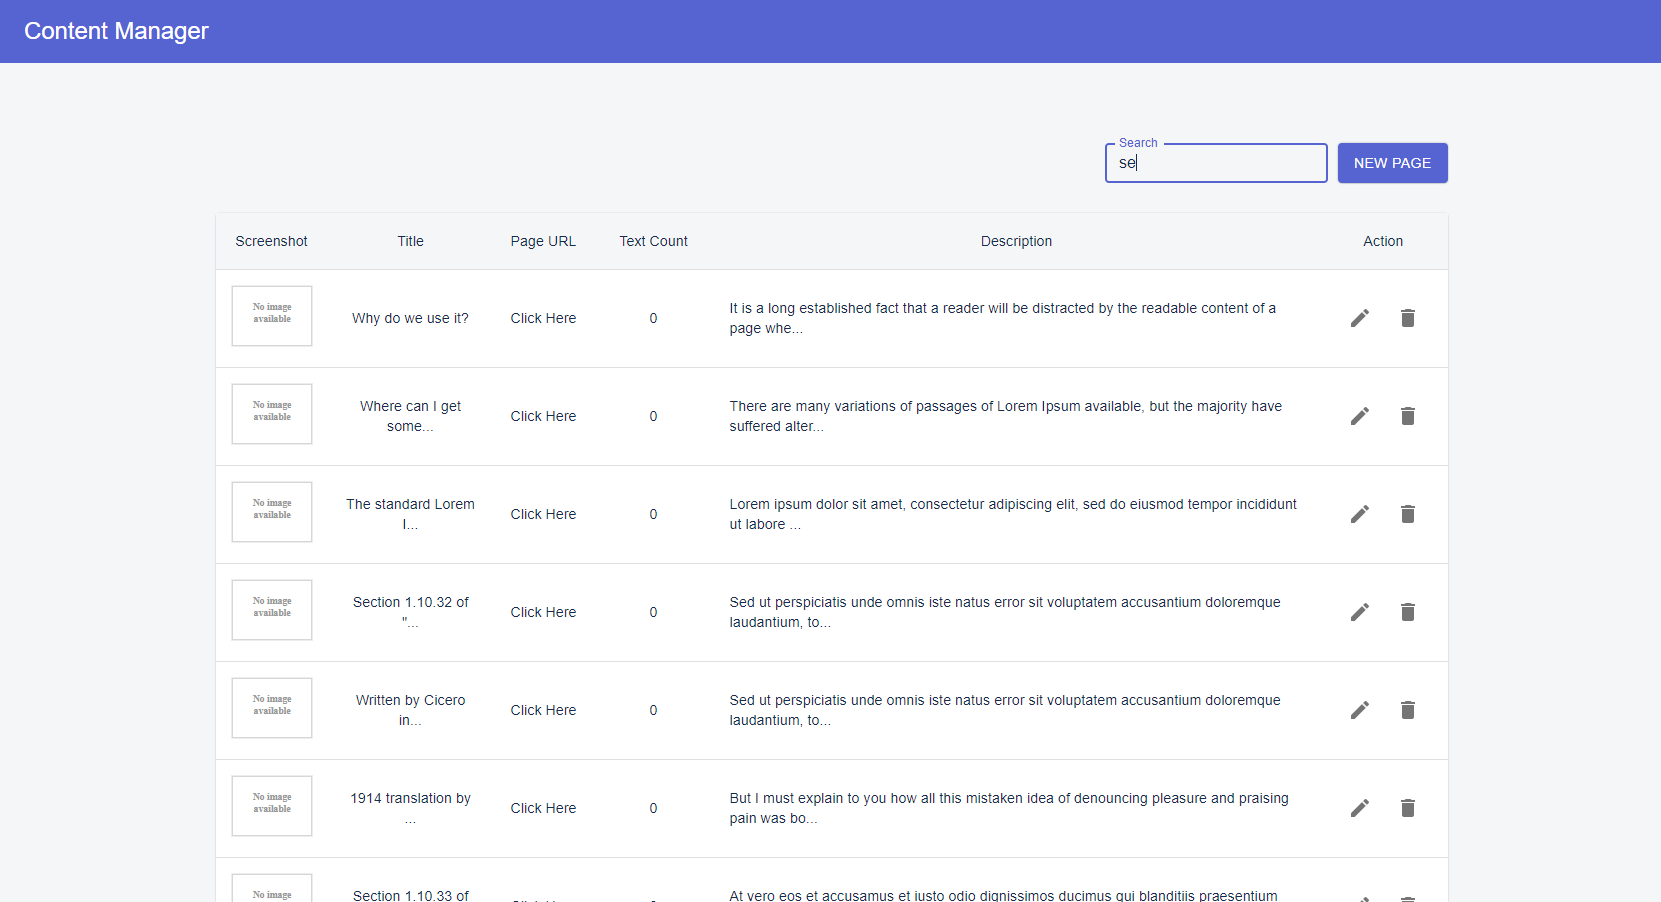 Content Manager
Search
se
NEW PAGE
Screenshot Title Page URL Text Count Description Action
No image
available
Why do we use it?
Click Here
0
It is a long established fact that a reader will be distracted by the readable content of a
page whe...
No image
available
Where can I get
some...
Click Here
0
There are many variations of passages of Lorem Ipsum available, but the majority have
suffered alter...
No image
available
The standard Lorem
I...
Click Here
0
Lorem ipsum dolor sit amet, consectetur adipiscing elit, sed do eiusmod tempor incididunt
ut labore ...
No image
available
Section 1.10.32 of
"...
Click Here
0
Sed ut perspiciatis unde omnis iste natus error sit voluptatem accusantium doloremque
laudantium, to...
No image
available
Written by Cicero
in...
Click Here
0
Sed ut perspiciatis unde omnis iste natus error sit voluptatem accusantium doloremque
laudantium, to...
No image
available
1914 translation by
...
Click Here
0
But I must explain to you how all this mistaken idea of denouncing pleasure and praising
pain was bo...
No image
Section 1.10.33 of
At vero eos et accusamus et iusto odio dignissimos ducimus qui blanditiis praesentium